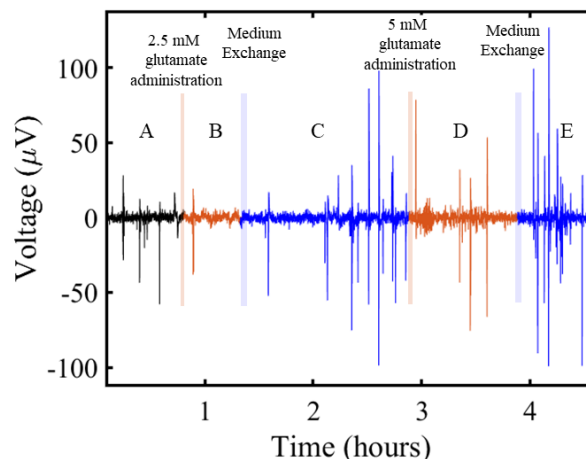 2.5 mM
glutamate
administration
Medium
Exchange
5 mM
glutamate
administration
Medium
Exchange
A
B
C
D
E
100
50
0
-50
-100
Voltage (μV)
1
2
3
4
Time (hours)